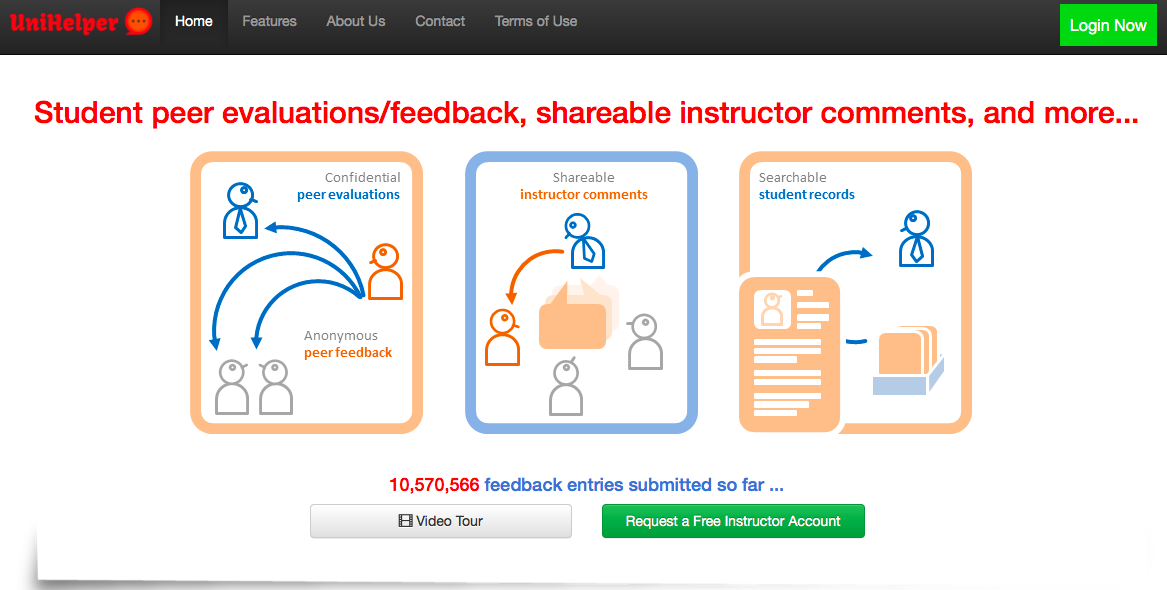 UniHelper
Home
Features
About Us
Contact
Terms of Use
Login Now
Student peer evaluations/feedback, shareable instructor comments, and more...
Confidential
peer evaluations
Anonymous
peer feedback
Shareable
instructor comments
Searchable
student records
10,570,566 feedback entries submitted so far ...
Video Tour
Request a Free Instructor Account